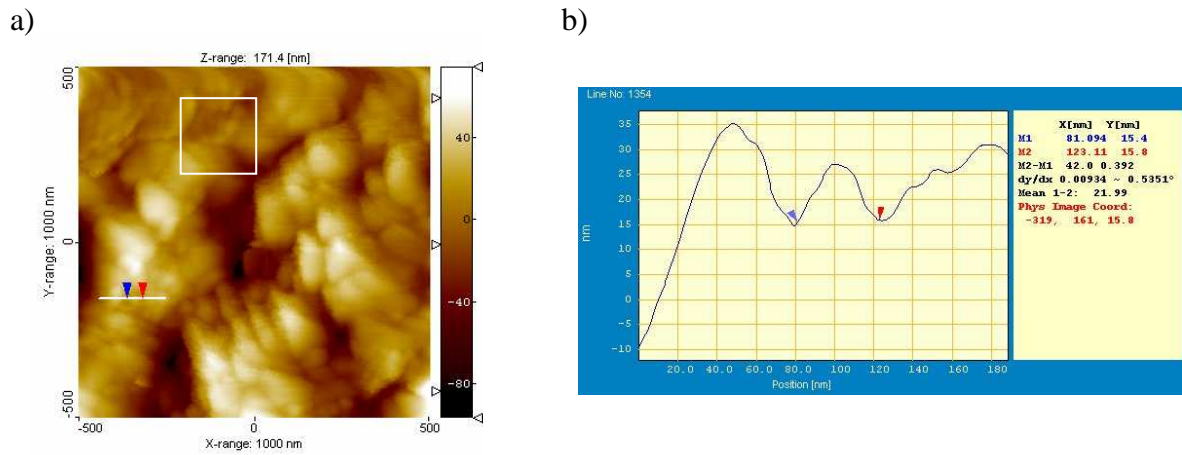 a)
b)
Z-range: 171.4 [nm]
500
0
-500
Y-range: 1000 nm
-500
0
500
X-range: 1000 nm
40
0
-40
-80
Line No: 1354
35
30
25
20
15
10
5
0
-5
-10
nm
20.0 40.0 60.0 80.0 100 120 140 160 180
Position [nm]
X[nm] Y[nm]
M1 81.094 15.4
M2 123.11 15.8
M2-M1 42.0 0.392
dy/dx 0.00934 ~ 0.5351°
Mean 1-2: 21.99
Phys Image Coord:
-319, 161, 15.8